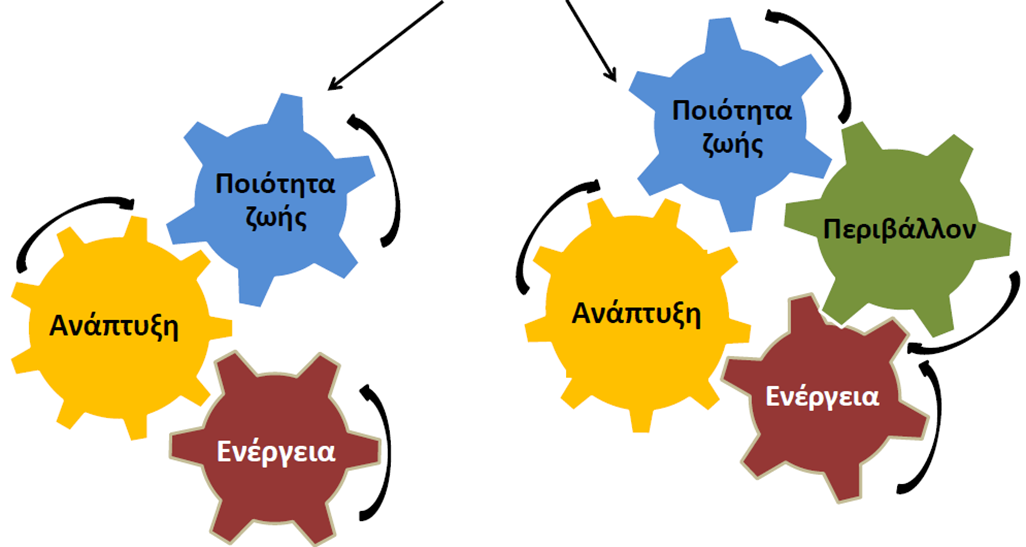 Ποιότητα
ζωής
Ανάπτυξη
Ενέργεια
Ποιότητα
ζωής
Περιβάλλον
Ανάπτυξη
Ενέργεια